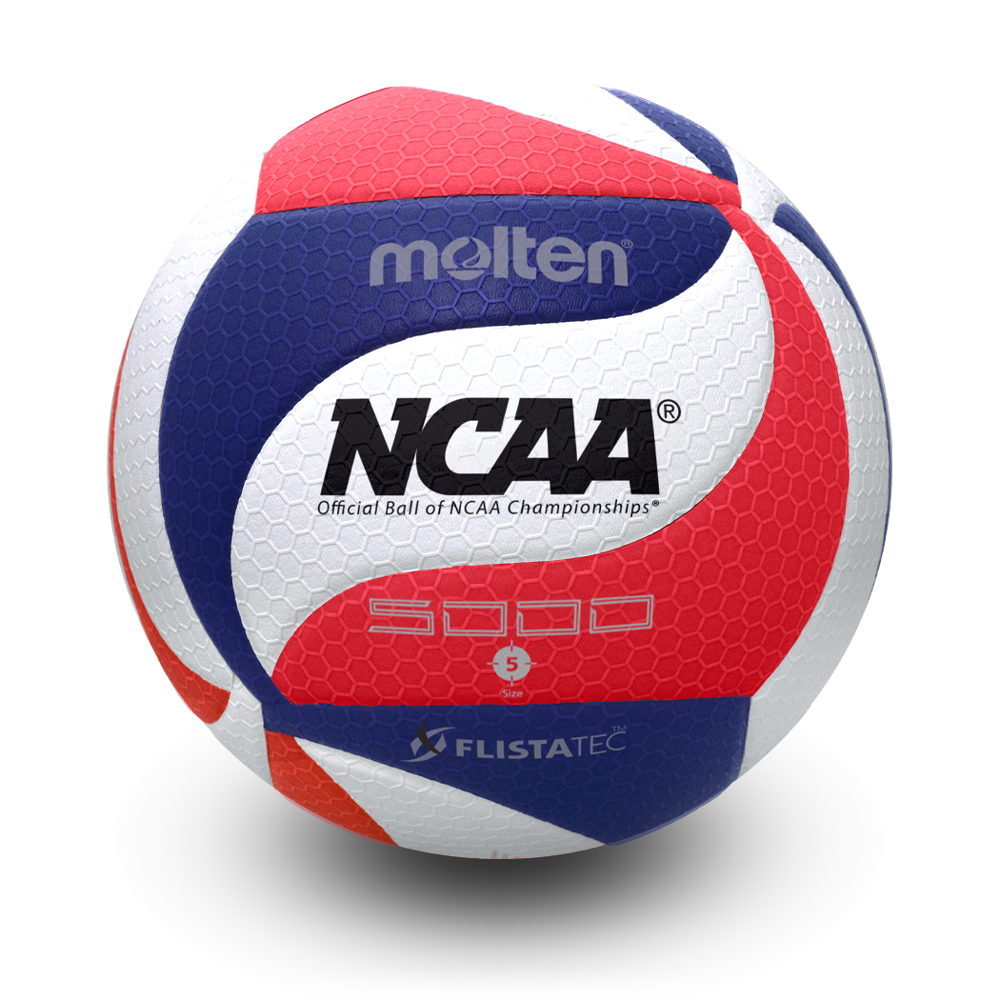 molten®
NCAA®
Official Ball of NCAA Championships®
5000
5
Size
FLISTATEC™